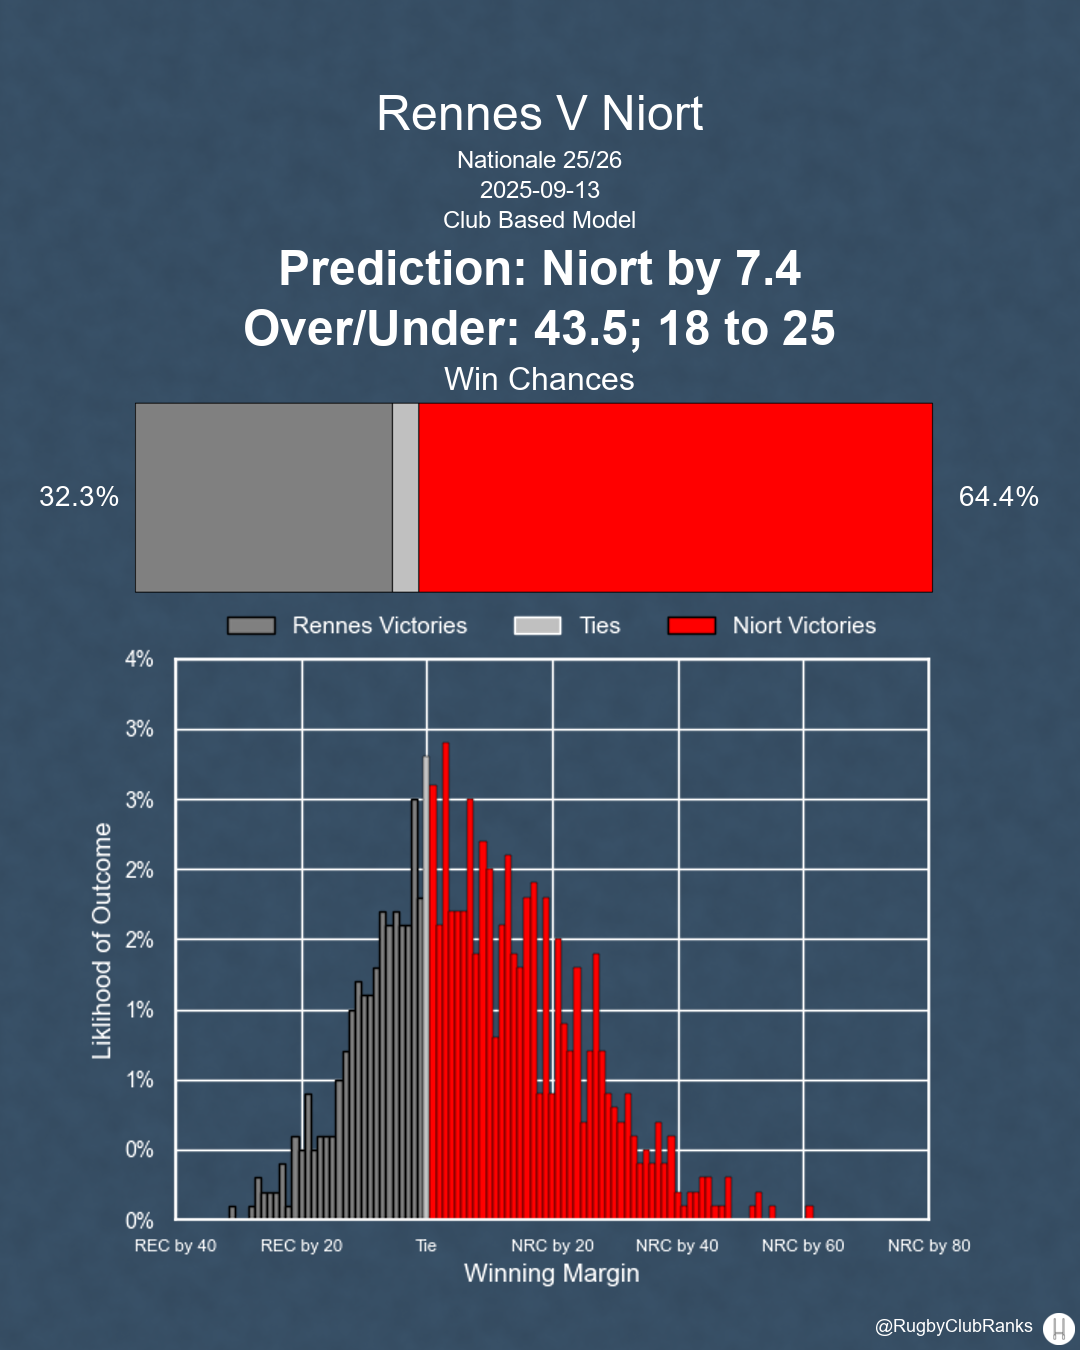 Rennes V Niort
Nationale 25/26
2025-09-13
Club Based Model
Prediction: Niort by 7.4
Over/Under: 43.5; 18 to 25
Win Chances
32.3%
64.4%
Rennes Victories
Ties
Niort Victories
4%
3%
3%
2%
2%
1%
1%
0%
0%
Liklihood of Outcome
REC by 40
REC by 20
Tie
NRC by 20
NRC by 40
NRC by 60
NRC by 80
Winning Margin
@RugbyClubRanks